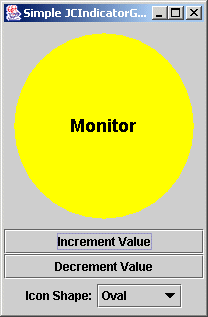 Simple JCIndicatorG...
Monitor
Increment Value
Decrement Value
Icon Shape: Oval